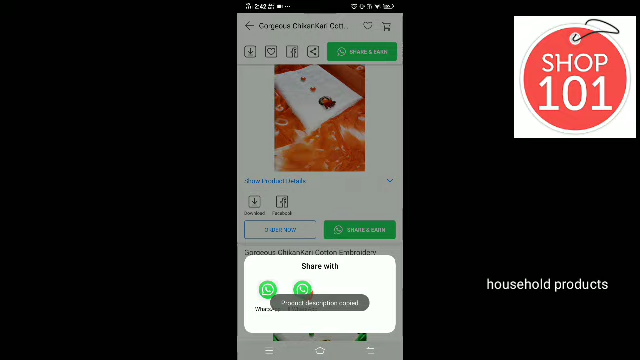 2:42
Gorgeous ChikanKari Cott...
SHARE & EARN
SHOP
101
Show Product Details
Download
Facebook
ORDER NOW
SHARE & EARN
Gorgeous ChikanKari Cotton Embroidery
Share with
Product description copied
household products